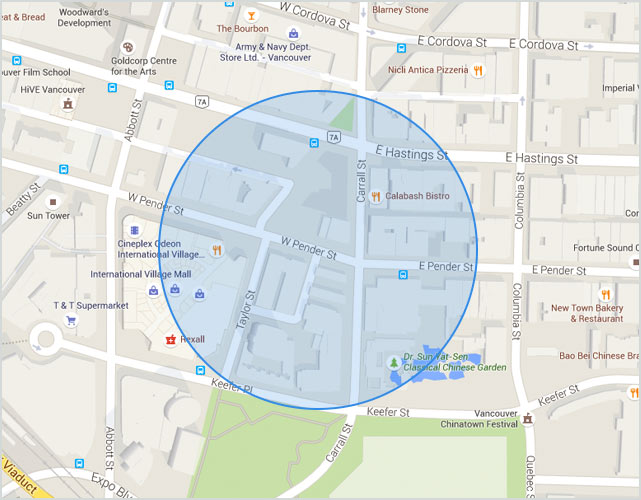 W Cordova St
Blarney Stone
Woodward's
Development
eat & Bread
The Bourbon
E Cordova St
E Cordova St
Army & Navy Dept.
Store Ltd. - Vancouver
Goldcorp Centre
for the Arts
uver Film School
HiVE Vancouver
Nicli Antica Pizzeria
Imperial V
Abbott St
7A
7A
E Hastings St
E Hastings St
Carrall St
Columbia St
Beatty St
W Pender St
Sun Tower
Calabash Bistro
Cineplex Odeon
International Village...
W Pender St
Fortune Sound C
International Village Mall
E Pender St
E Pender St
T & T Supermarket
Taylor St
Columbia St
New Town Bakery
& Restaurant
Rexall
Dr. Sun Yat-Sen
Classical Chinese Garden
Bao Bei Chinese Bra
Keefer Pl
Keefer St
Keefer St
Vancouver
Chinatown Festival
Abbott St
Carrall St
Quebec S
Viaduct
Expo Blv